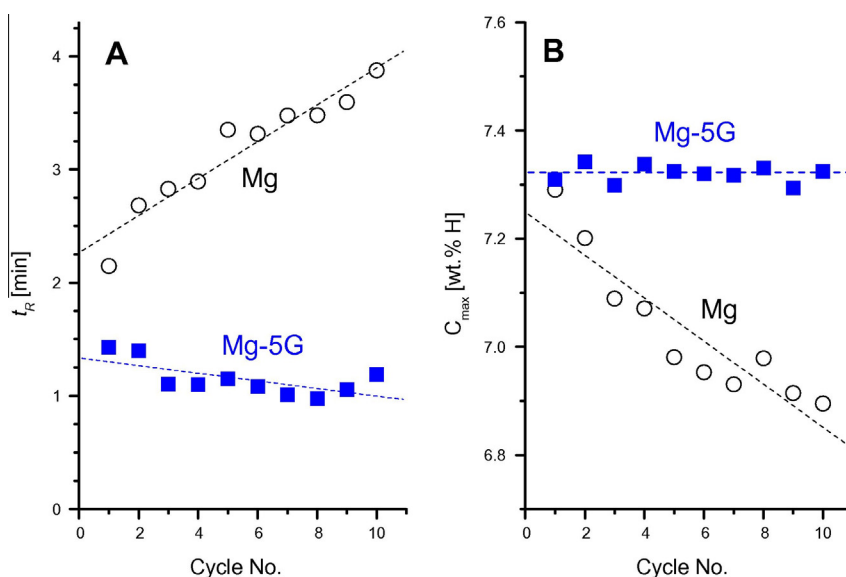 A
4
3
2
1
0
t_R [min]
Mg
Mg-5G
0 2 4 6 8 10
Cycle No.
B
7.6
7.4
7.2
7.0
6.8
C_max [wt.% H]
Mg-5G
Mg
0 2 4 6 8 10
Cycle No.